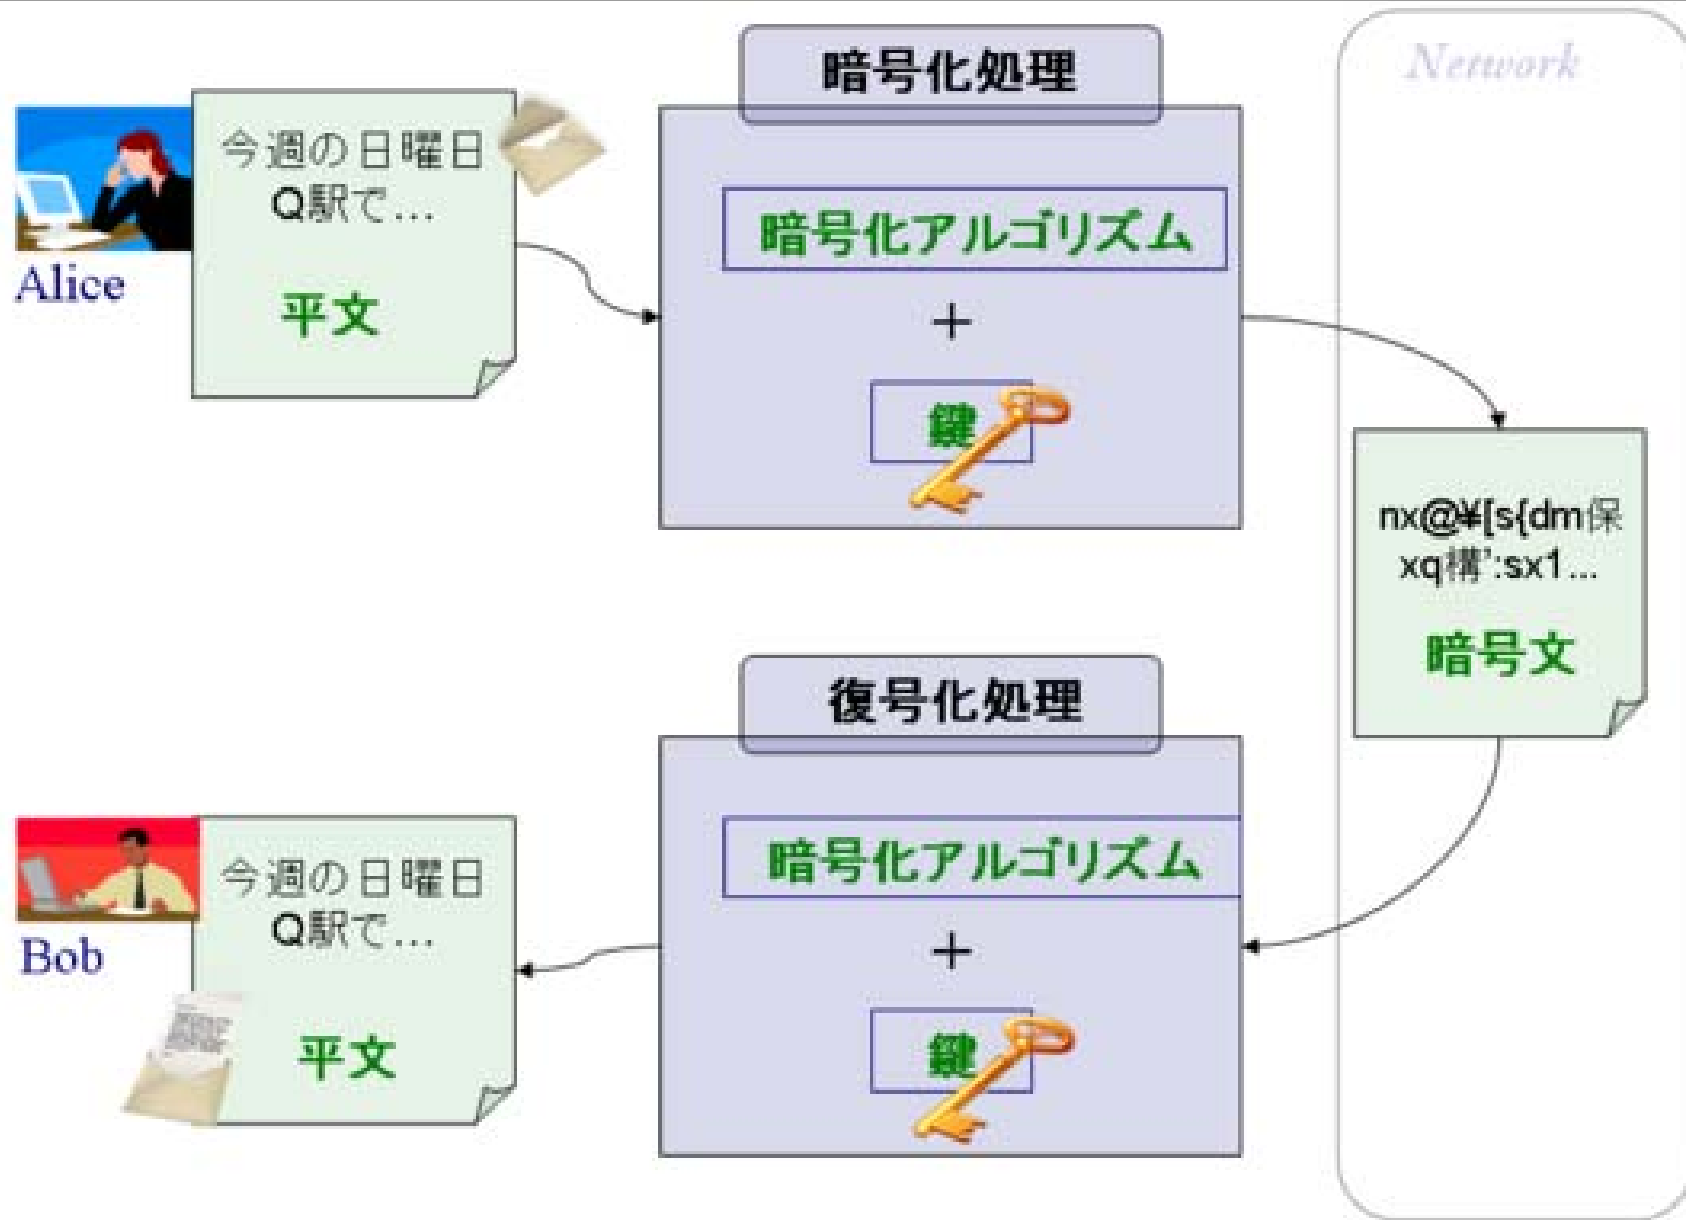 暗号化処理
Network
今週の日曜日
Q駅で...
平文
Alice
暗号化アルゴリズム
+
鍵
nx@¥[s{dm保
xq構':sx1...
暗号文
復号化処理
今週の日曜日
Q駅で...
平文
Bob
暗号化アルゴリズム
+
鍵